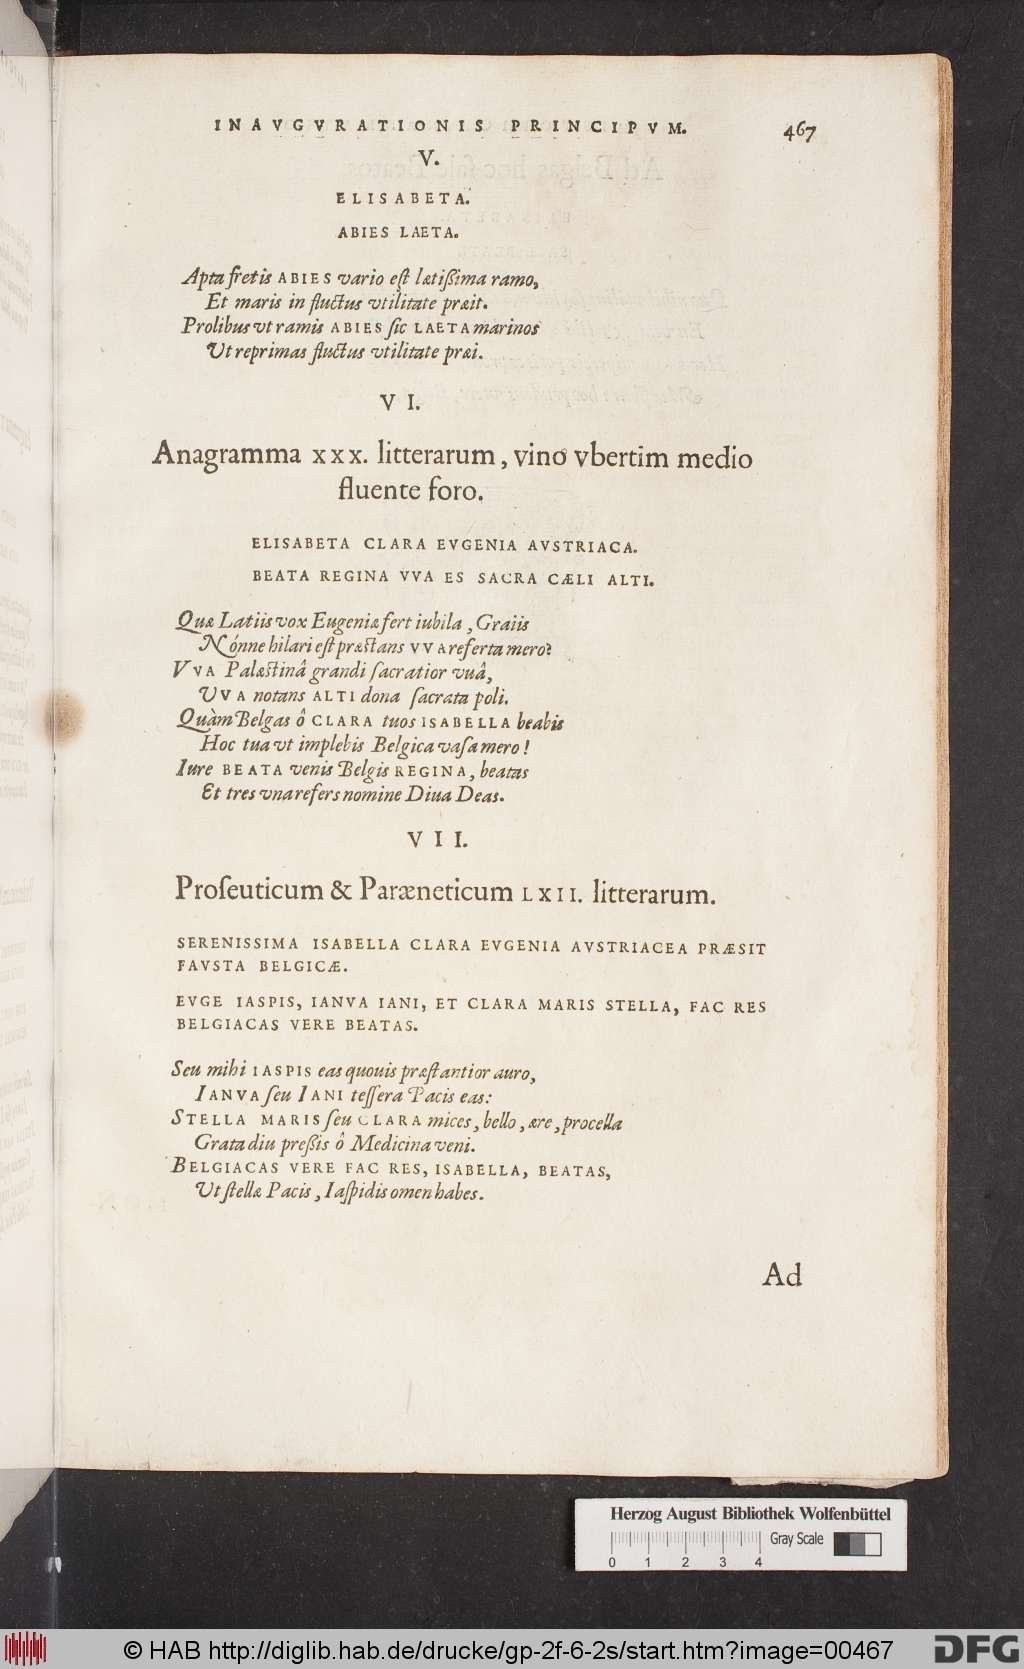 INAVGVRATIONIS PRINCIPVM. 467
V.
ELISABETA.
ABIES LAETA.
Apta fretis ABIES vario eſt lætißima ramo,
Et maris in fluctus vtilitate præit.
Prolibus vt ramis ABIES ſic LAETA marinos
Vt reprimas fluctus vtilitate præi.
VI.
Anagramma XXX. litterarum, vino vbertim medio
fluente foro.
ELISABETA CLARA EVGENIA AVSTRIACA.
BEATA REGINA VVA ES SACRA CÆLI ALTI.
Quæ Latiis vox Eugeniæ fert iubila, Graiis
Nónne hilari eſt præſtans VVA referta mero?
VVA Palæſtinâ grandi ſacratior vuâ,
VVA notans ALTI dona ſacrata poli.
Quàm Belgas ô CLARA tuos ISABELLA beabis
Hoc tua vt implebis Belgica vaſa mero!
Iure BEATA venis Belgis REGINA, beatas
Et tres vna refers nomine Diua Deas.
VII.
Proſeuticum & Paræneticum LXII. litterarum.
SERENISSIMA ISABELLA CLARA EVGENIA AVSTRIACEA PRÆSIT
FAVSTA BELGICÆ.
EVGE IASPIS, IANVA IANI, ET CLARA MARIS STELLA, FAC RES
BELGIACAS VERE BEATAS.
Seu mihi IASPIS eas quouis præſtantior auro,
IANVA ſeu IANI teſſera Pacis eas:
STELLA MARIS ſeu CLARA mices, bello, ære, procella
Grata diu preßis ô Medicina veni.
BELGIACAS VERE FAC RES, ISABELLA, BEATAS,
Vt ſtellæ Pacis, Iaſpidis omen habes.
Ad
Herzog August Bibliothek Wolfenbüttel
Gray Scale
0 1 2 3 4
© HAB http://diglib.hab.de/drucke/gp-2f-6-2s/start.htm?image=00467
DFG